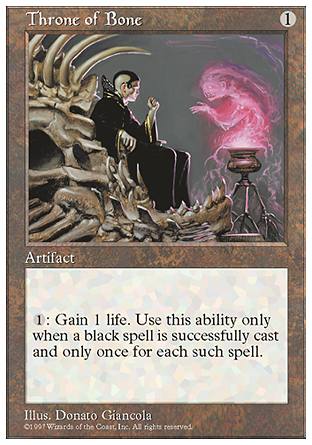 Throne of Bone 1
Artifact
1: Gain 1 life. Use this ability only
when a black spell is successfully cast
and only once for each such spell.
Illus. Donato Giancola
©1997 Wizards of the Coast, Inc. All rights reserved.